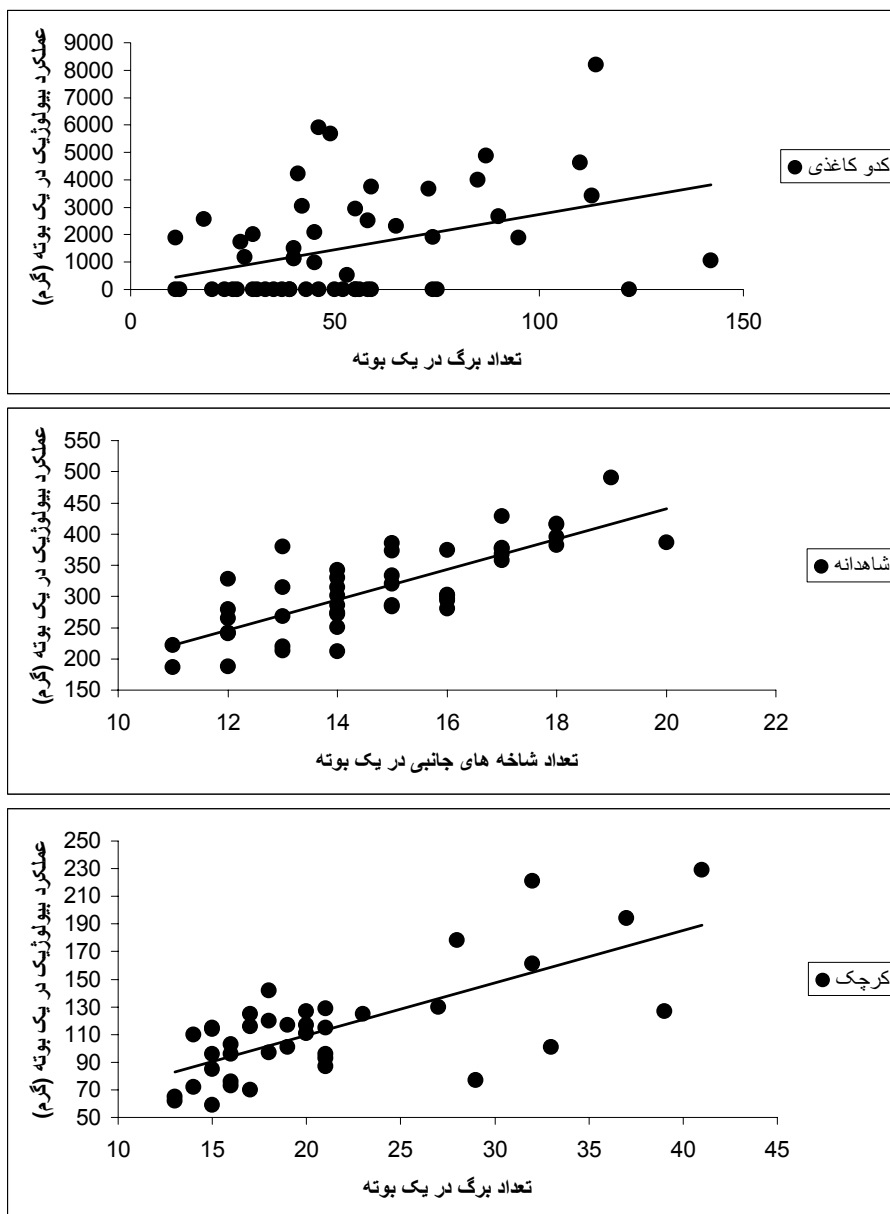 عملکرد بیولوژیک در یک بوته (گرم)
9000
8000
7000
6000
5000
4000
3000
2000
1000
0
0 50 100 150
تعداد برگ در یک بوته
کدو کاغذی
عملکرد بیولوژیک در یک بوته (گرم)
550
500
450
400
350
300
250
200
150
10 12 14 16 18 20 22
تعداد شاخه های جانبی در یک بوته
شاهدانه
عملکرد بیولوژیک در یک بوته (گرم)
250
230
210
190
170
150
130
110
90
70
50
10 15 20 25 30 35 40 45
تعداد برگ در یک بوته
کرچک